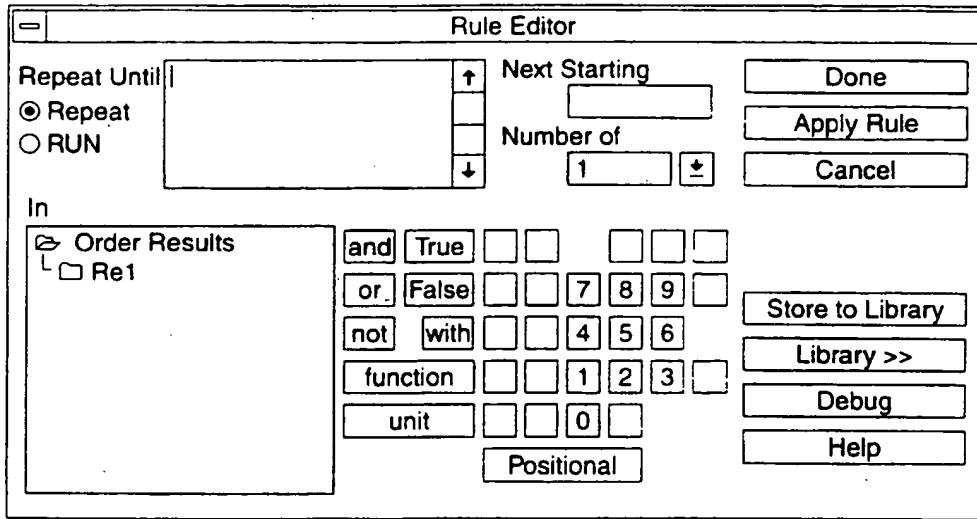 Rule Editor
Repeat Until
Repeat
RUN
Next Starting
Number of
1
Done
Apply Rule
Cancel
In
Order Results
Re1
and True
or False 7 8 9
not with 4 5 6
function 1 2 3
unit 0
Positional
Store to Library
Library >>
Debug
Help